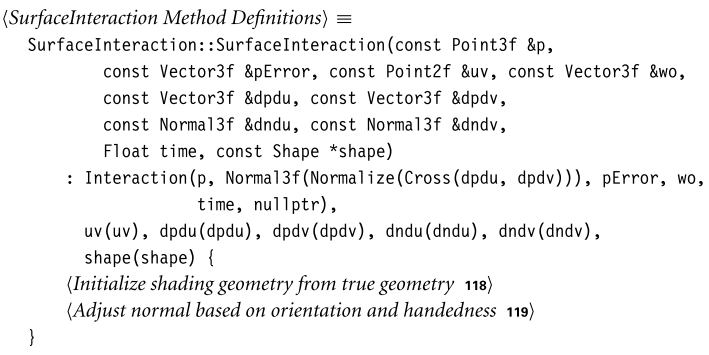 ⟨SurfaceInteraction Method Definitions⟩ ≡
SurfaceInteraction::SurfaceInteraction(const Point3f &p,
const Vector3f &pError, const Point2f &uv, const Vector3f &wo,
const Vector3f &dpdu, const Vector3f &dpdv,
const Normal3f &dndu, const Normal3f &dndv,
Float time, const Shape *shape)
: Interaction(p, Normal3f(Normalize(Cross(dpdu, dpdv))), pError, wo,
time, nullptr),
uv(uv), dpdu(dpdu), dpdv(dpdv), dndu(dndu), dndv(dndv),
shape(shape) {
⟨Initialize shading geometry from true geometry 118⟩
⟨Adjust normal based on orientation and handedness 119⟩
}